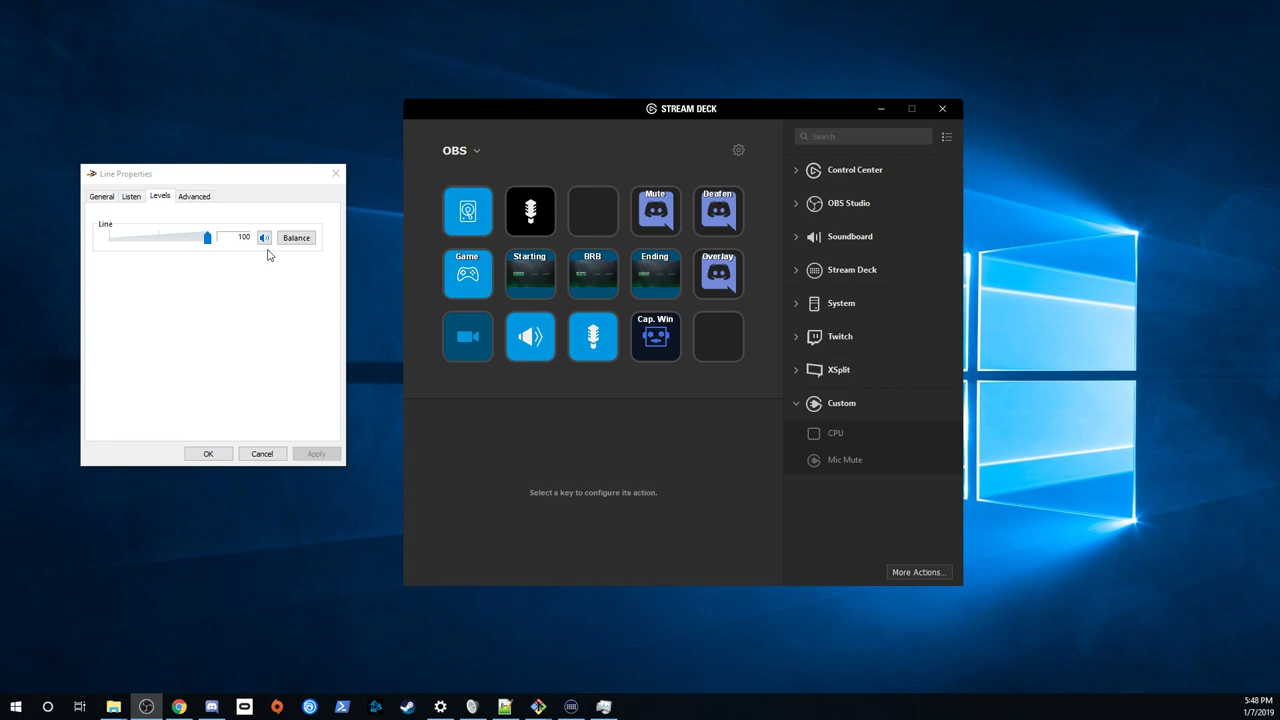 STREAM DECK
OBS
Search
Control Center
OBS Studio
Soundboard
Stream Deck
System
Twitch
XSplit
Custom
CPU
Mic Mute
More Actions...
Mute
Deafen
Game
Starting
BRB
Ending
Overlay
Cap. Win
Select a key to configure its action.
Line Properties
General Listen Levels Advanced
Line
100 Balance
OK Cancel Apply
5:48 PM
1/7/2019